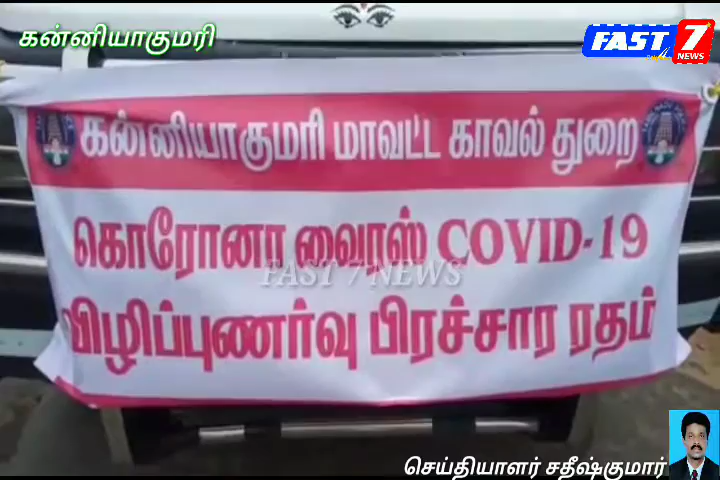 கன்னியாகுமரி
FAST 7
NEWS
கன்னியாகுமரி மாவட்ட காவல் துறை
கொரோனா வைரஸ் COVID-19
FAST 7 NEWS
விழிப்புணர்வு பிரச்சார ரதம்
செய்தியாளர் சதீஷ்குமார்